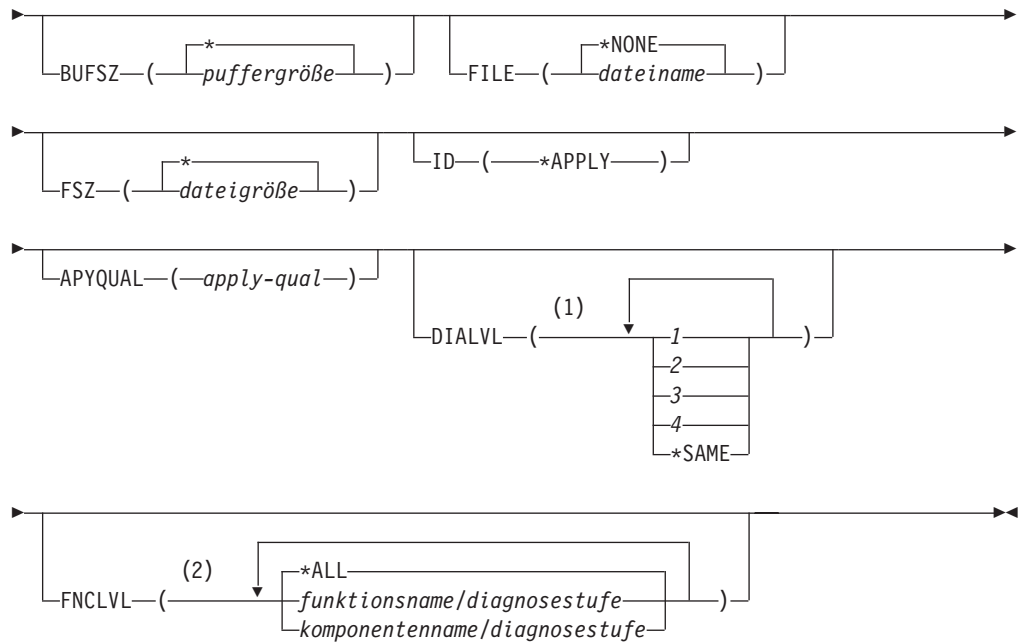 *
*NONE
BUFSZ ( puffergröße ) FILE ( dateiname )
*
ID ( *APPLY )
FSZ ( dateigröße )
APYQUAL ( apply-qual )
(1)
DIALVL ( 1 )
2
3
4
*SAME
(2)
*ALL
FNCLVL ( funktionsname/diagnosestufe )
komponentenname/diagnosestufe